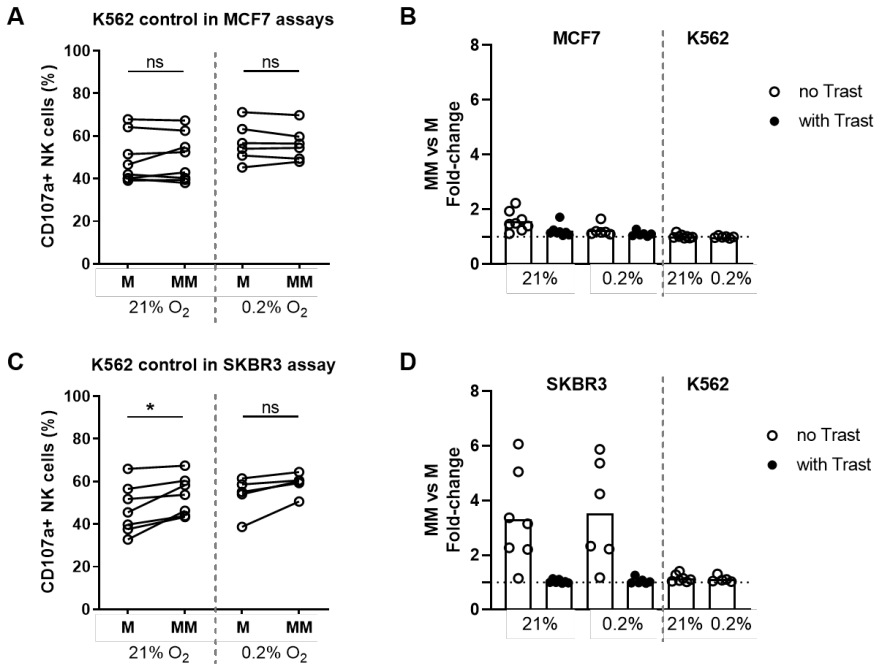 A
K562 control in MCF7 assays
CD107a+ NK cells (%)
100
80
60
40
20
0
ns
ns
M MM M MM
21% O₂ 0.2% O₂
B
MCF7 K562
MM vs M
Fold-change
8
6
4
2
0
21% 0.2% 21% 0.2%
no Trast
with Trast
C
K562 control in SKBR3 assay
CD107a+ NK cells (%)
100
80
60
40
20
0
*
ns
M MM M MM
21% O₂ 0.2% O₂
D
SKBR3 K562
MM vs M
Fold-change
8
6
4
2
0
21% 0.2% 21% 0.2%
no Trast
with Trast